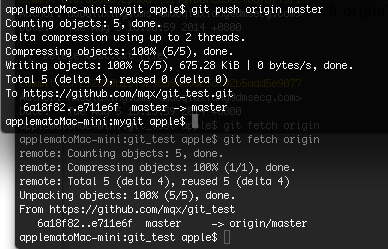 applematoMac-mini:mygit apple$ git push origin master
Counting objects: 5, done.
Delta compression using up to 2 threads.
Compressing objects: 100% (5/5), done.
Writing objects: 100% (5/5), 675.28 KiB | 0 bytes/s, done.
Total 5 (delta 4), reused 0 (delta 0)
To https://github.com/mqx/git_test.git
6a18f82..e711e6f  master -> master
applematoMac-mini:mygit apple$
applematoMac-mini:git_test apple$ git fetch origin
remote: Counting objects: 5, done.
remote: Compressing objects: 100% (1/1), done.
remote: Total 5 (delta 4), reused 5 (delta 4)
Unpacking objects: 100% (5/5), done.
From https://github.com/mqx/git_test
6a18f82..e711e6f  master     -> origin/master
applematoMac-mini:git_test apple$